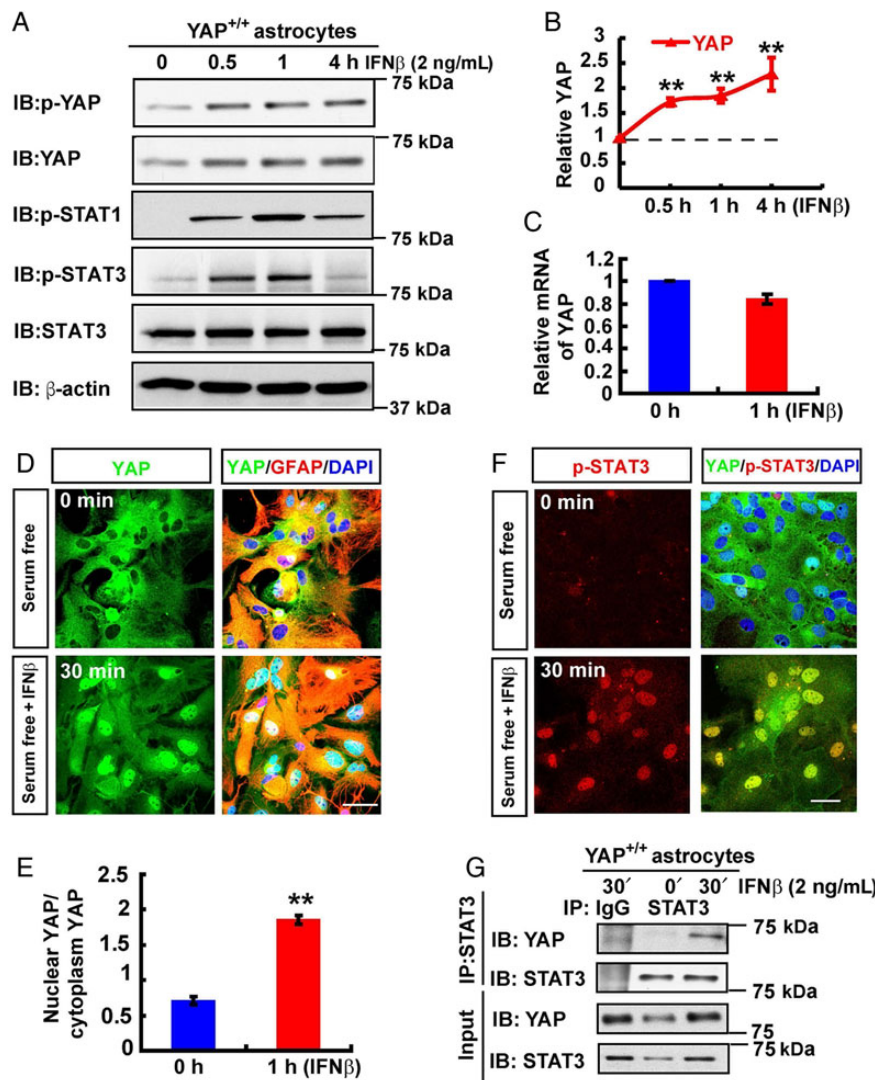 A
YAP+/+ astrocytes
0 0.5 1 4 h IFNβ (2 ng/mL)
75 kDa
IB:p-YAP
75 kDa
IB:YAP
IB:p-STAT1
75 kDa
IB:p-STAT3
75 kDa
IB:STAT3
75 kDa
IB: β-actin
37 kDa
B
Relative YAP
3
2.5
2
1.5
1
0.5
0
YAP
** ** **
0.5 h 1 h 4 h (IFNβ)
C
Relative mRNA
of YAP
1.2
1
0.8
0.6
0.4
0.2
0
0 h 1 h (IFNβ)
D
YAP YAP/GFAP/DAPI
Serum free
0 min
Serum free + IFNβ
30 min
F
p-STAT3 YAP/p-STAT3/DAPI
Serum free
0 min
Serum free + IFNβ
30 min
E
Nuclear YAP/
cytoplasm YAP
2.5
2
1.5
1
0.5
0
**
0 h 1 h (IFNβ)
G
YAP+/+ astrocytes
30′ 0′ 30′ IFNβ (2 ng/mL)
IP: IgG STAT3
IP:STAT3
75 kDa
IB: YAP
IB: STAT3
75 kDa
Input
IB: YAP
75
75 kDa
IB: STAT3